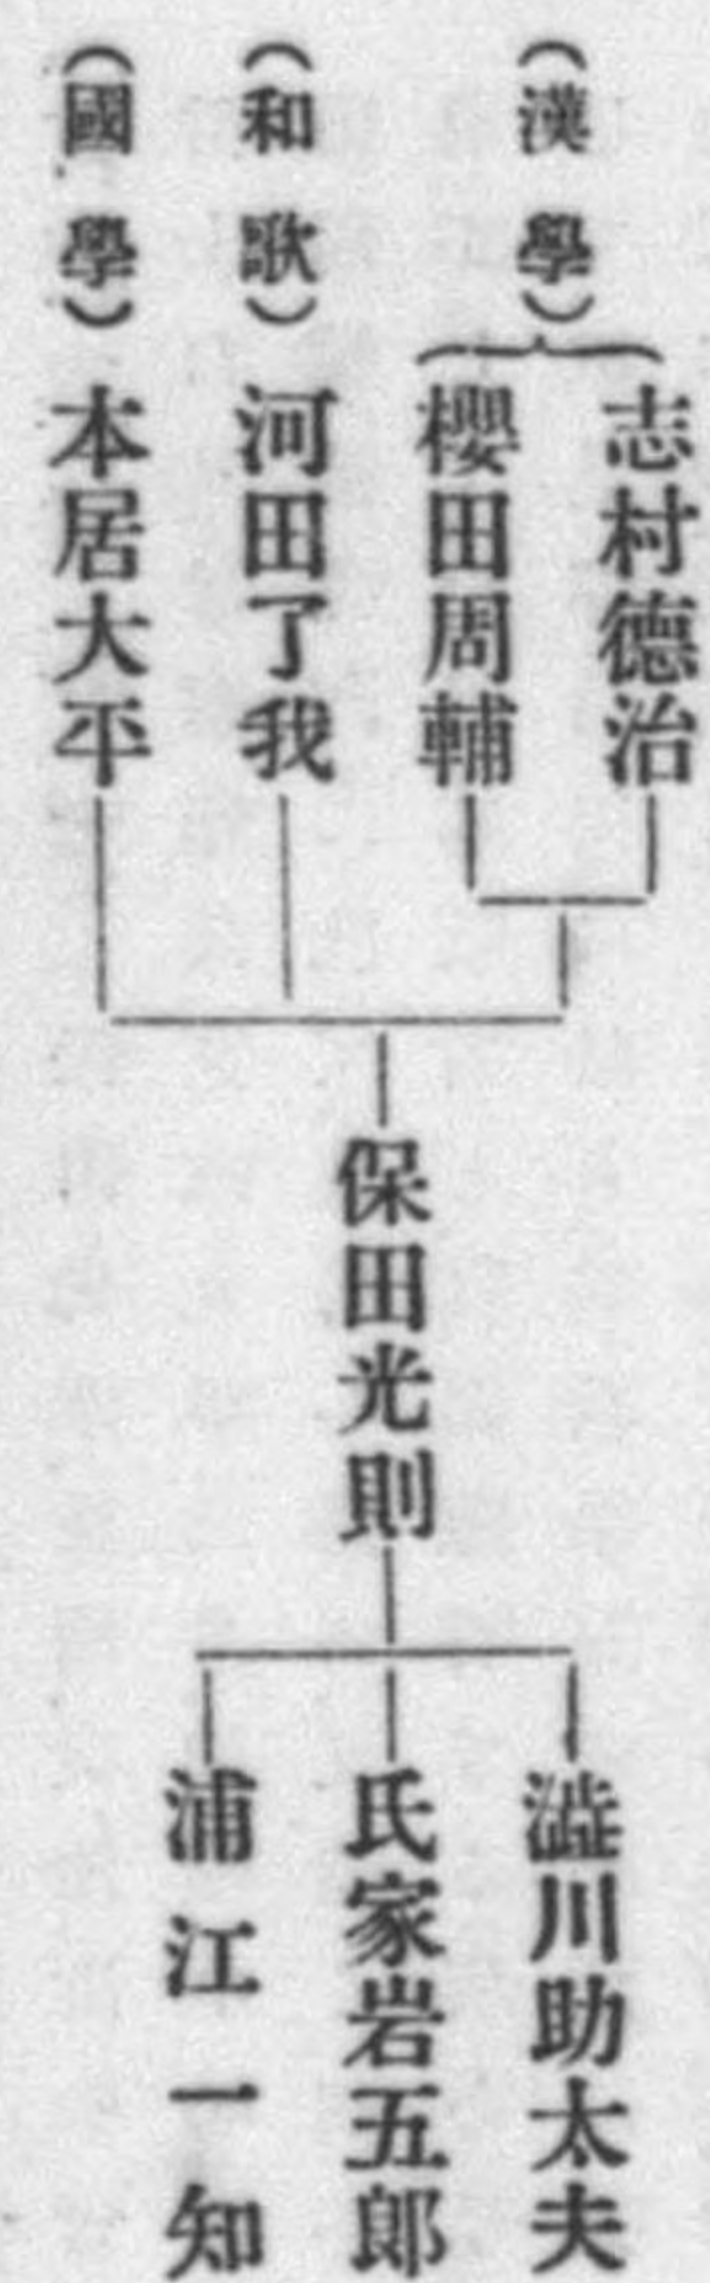 (漢學)
志村德治
櫻田周輔
(和歌)
河田了我
(國學)
本居大平
保田光則
澁川助太夫
氏家岩五郎
浦江一知